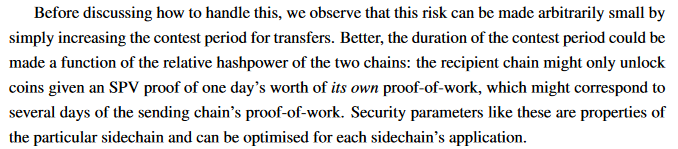 Before discussing how to handle this, we observe that this risk can be made arbitrarily small by
simply increasing the contest period for transfers. Better, the duration of the contest period could be
made a function of the relative hashpower of the two chains: the recipient chain might only unlock
coins given an SPV proof of one day's worth of its own proof-of-work, which might correspond to
several days of the sending chain's proof-of-work. Security parameters like these are properties of
the particular sidechain and can be optimised for each sidechain's application.